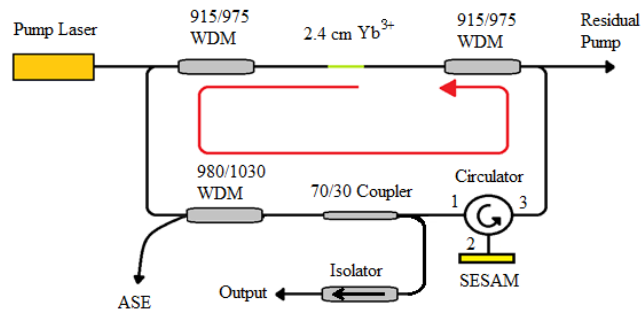 Pump Laser
915/975
WDM
2.4 cm Yb³⁺
915/975
WDM
Residual
Pump
980/1030
WDM
70/30 Coupler
Circulator
1
3
2
SESAM
Isolator
Output
ASE